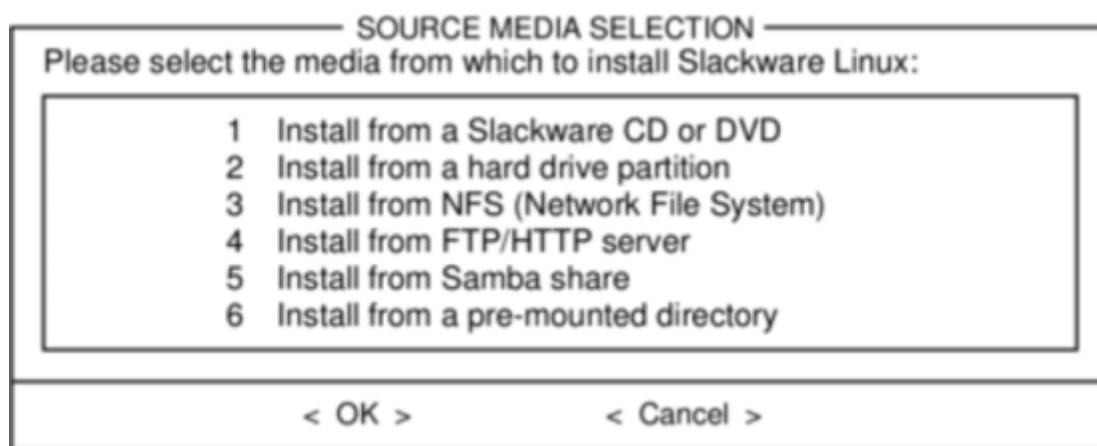 SOURCE MEDIA SELECTION
Please select the media from which to install Slackware Linux:
1 Install from a Slackware CD or DVD
2 Install from a hard drive partition
3 Install from NFS (Network File System)
4 Install from FTP/HTTP server
5 Install from Samba share
6 Install from a pre-mounted directory
< OK > < Cancel >